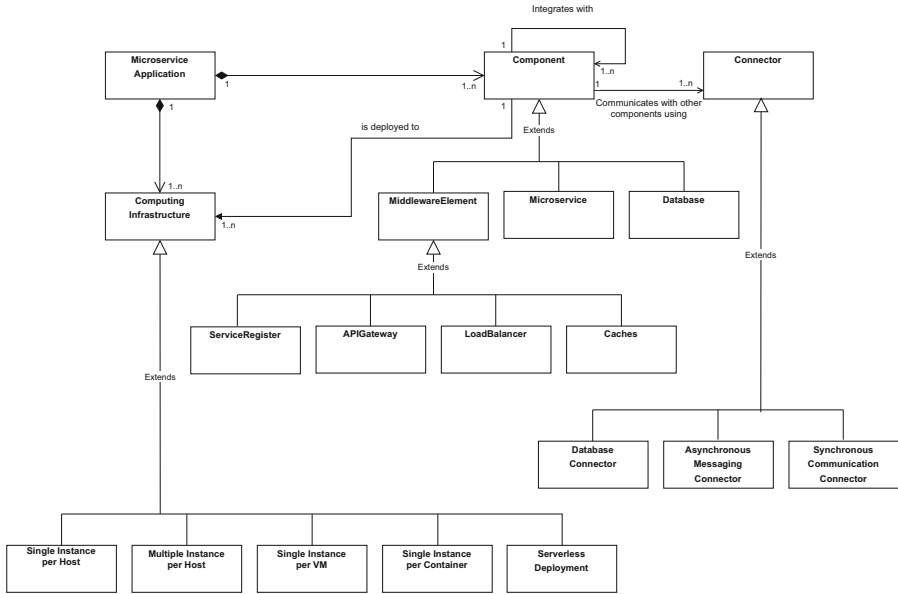 Integrates with
Microservice
Application
1
1..n
1
Component
1..n
1
1..n
Connector
1
1
Communicates with other
components using
is deployed to
Extends
1..n
Computing
Infrastructure
1..n
MiddlewareElement
Microservice
Database
Extends
Extends
ServiceRegister
APIGateway
LoadBalancer
Caches
Extends
Database
Connector
Asynchronous
Messaging
Connector
Synchronous
Communication
Connector
Single Instance
per Host
Multiple Instance
per Host
Single Instance
per VM
Single Instance
per Container
Serverless
Deployment